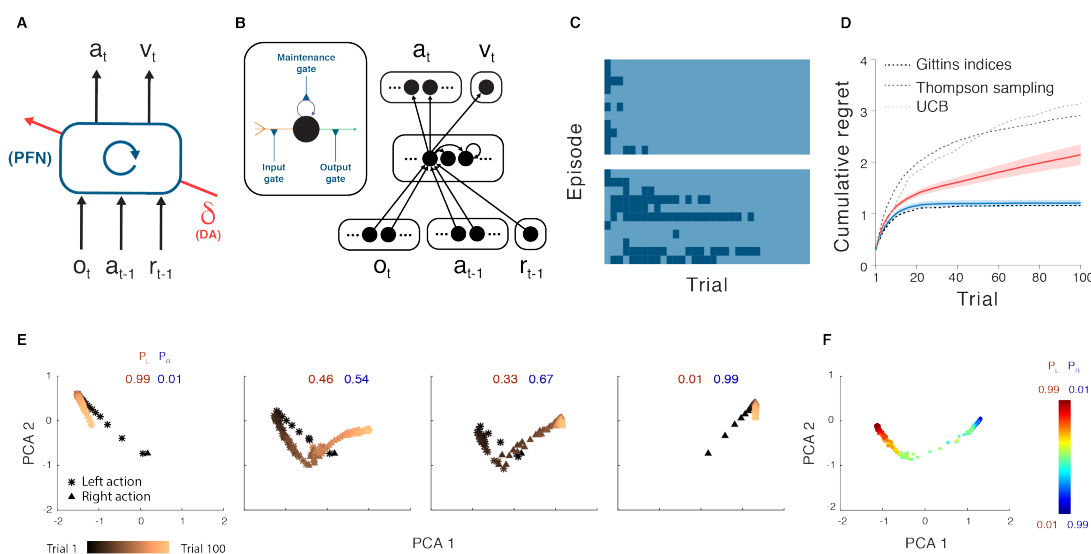 A
a_t
v_t
(PFN)
δ
(DA)
o_t
a_t-1
r_t-1
B
Maintenance
gate
Input
gate
Output
gate
a_t
v_t
o_t
a_t-1
r_t-1
C
Episode
Trial
D
Cumulative regret
Gittins indices
Thompson sampling
UCB
4
3
2
1
0
1
20
40
60
80
100
Trial
E
P_L
P_R
0.99
0.01
0.46
0.54
0.33
0.67
0.01
0.99
PCA 2
1
0
-1
-2
-1
0
1
2
Left action
Right action
Trial 1
Trial 100
PCA 1
F
PCA 2
1
0
-1
-2
-1
0
1
2
PCA 1
P_L
P_R
0.99
0.01
0.01
0.99